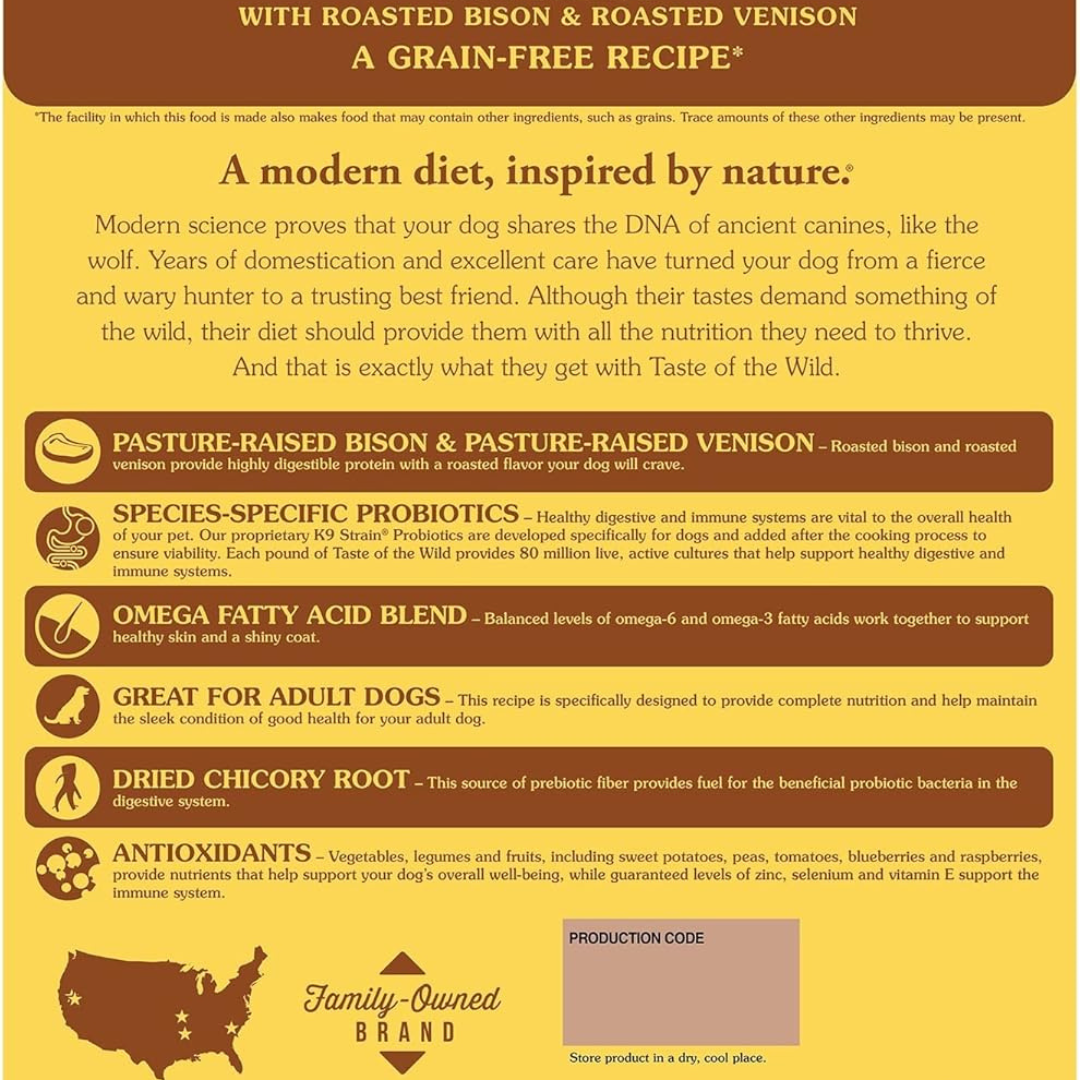 WITH ROASTED BISON & ROASTED VENISON
A GRAIN-FREE RECIPE*
*The facility in which this food is made also makes food that may contain other ingredients, such as grains. Trace amounts of these other ingredients may be present.
A modern diet, inspired by nature.®
Modern science proves that your dog shares the DNA of ancient canines, like the
wolf. Years of domestication and excellent care have turned your dog from a fierce
and wary hunter to a trusting best friend. Although their tastes demand something of
the wild, their diet should provide them with all the nutrition they need to thrive.
And that is exactly what they get with Taste of the Wild.
PASTURE-RAISED BISON & PASTURE-RAISED VENISON – Roasted bison and roasted
venison provide highly digestible protein with a roasted flavor your dog will crave.
SPECIES-SPECIFIC PROBIOTICS – Healthy digestive and immune systems are vital to the overall health
of your pet. Our proprietary K9 Strain® Probiotics are developed specifically for dogs and added after the cooking process to
ensure viability. Each pound of Taste of the Wild provides 80 million live, active cultures that help support healthy digestive and
immune systems.
OMEGA FATTY ACID BLEND – Balanced levels of omega-6 and omega-3 fatty acids work together to support
healthy skin and a shiny coat.
GREAT FOR ADULT DOGS – This recipe is specifically designed to provide complete nutrition and help maintain
the sleek condition of good health for your adult dog.
DRIED CHICORY ROOT – This source of prebiotic fiber provides fuel for the beneficial probiotic bacteria in the
digestive system.
ANTIOXIDANTS – Vegetables, legumes and fruits, including sweet potatoes, peas, tomatoes, blueberries and raspberries,
provide nutrients that help support your dog's overall well-being, while guaranteed levels of zinc, selenium and vitamin E support the
immune system.
Family-Owned
BRAND
PRODUCTION CODE
Store product in a dry, cool place.